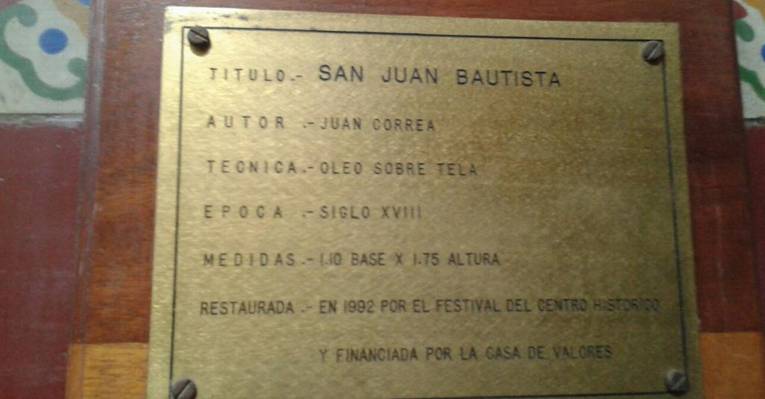 TITULO.- SAN JUAN BAUTISTA
AUTOR .- JUAN CORREA
TECNICA.- OLEO SOBRE TELA
EPOCA .- SIGLO XVIII
MEDIDAS.- 1.10 BASE X 1.75 ALTURA
RESTAURADA .- EN 1992 POR EL FESTIVAL DEL CENTRO HISTORICO
Y FINANCIADA POR LA CASA DE VALORES